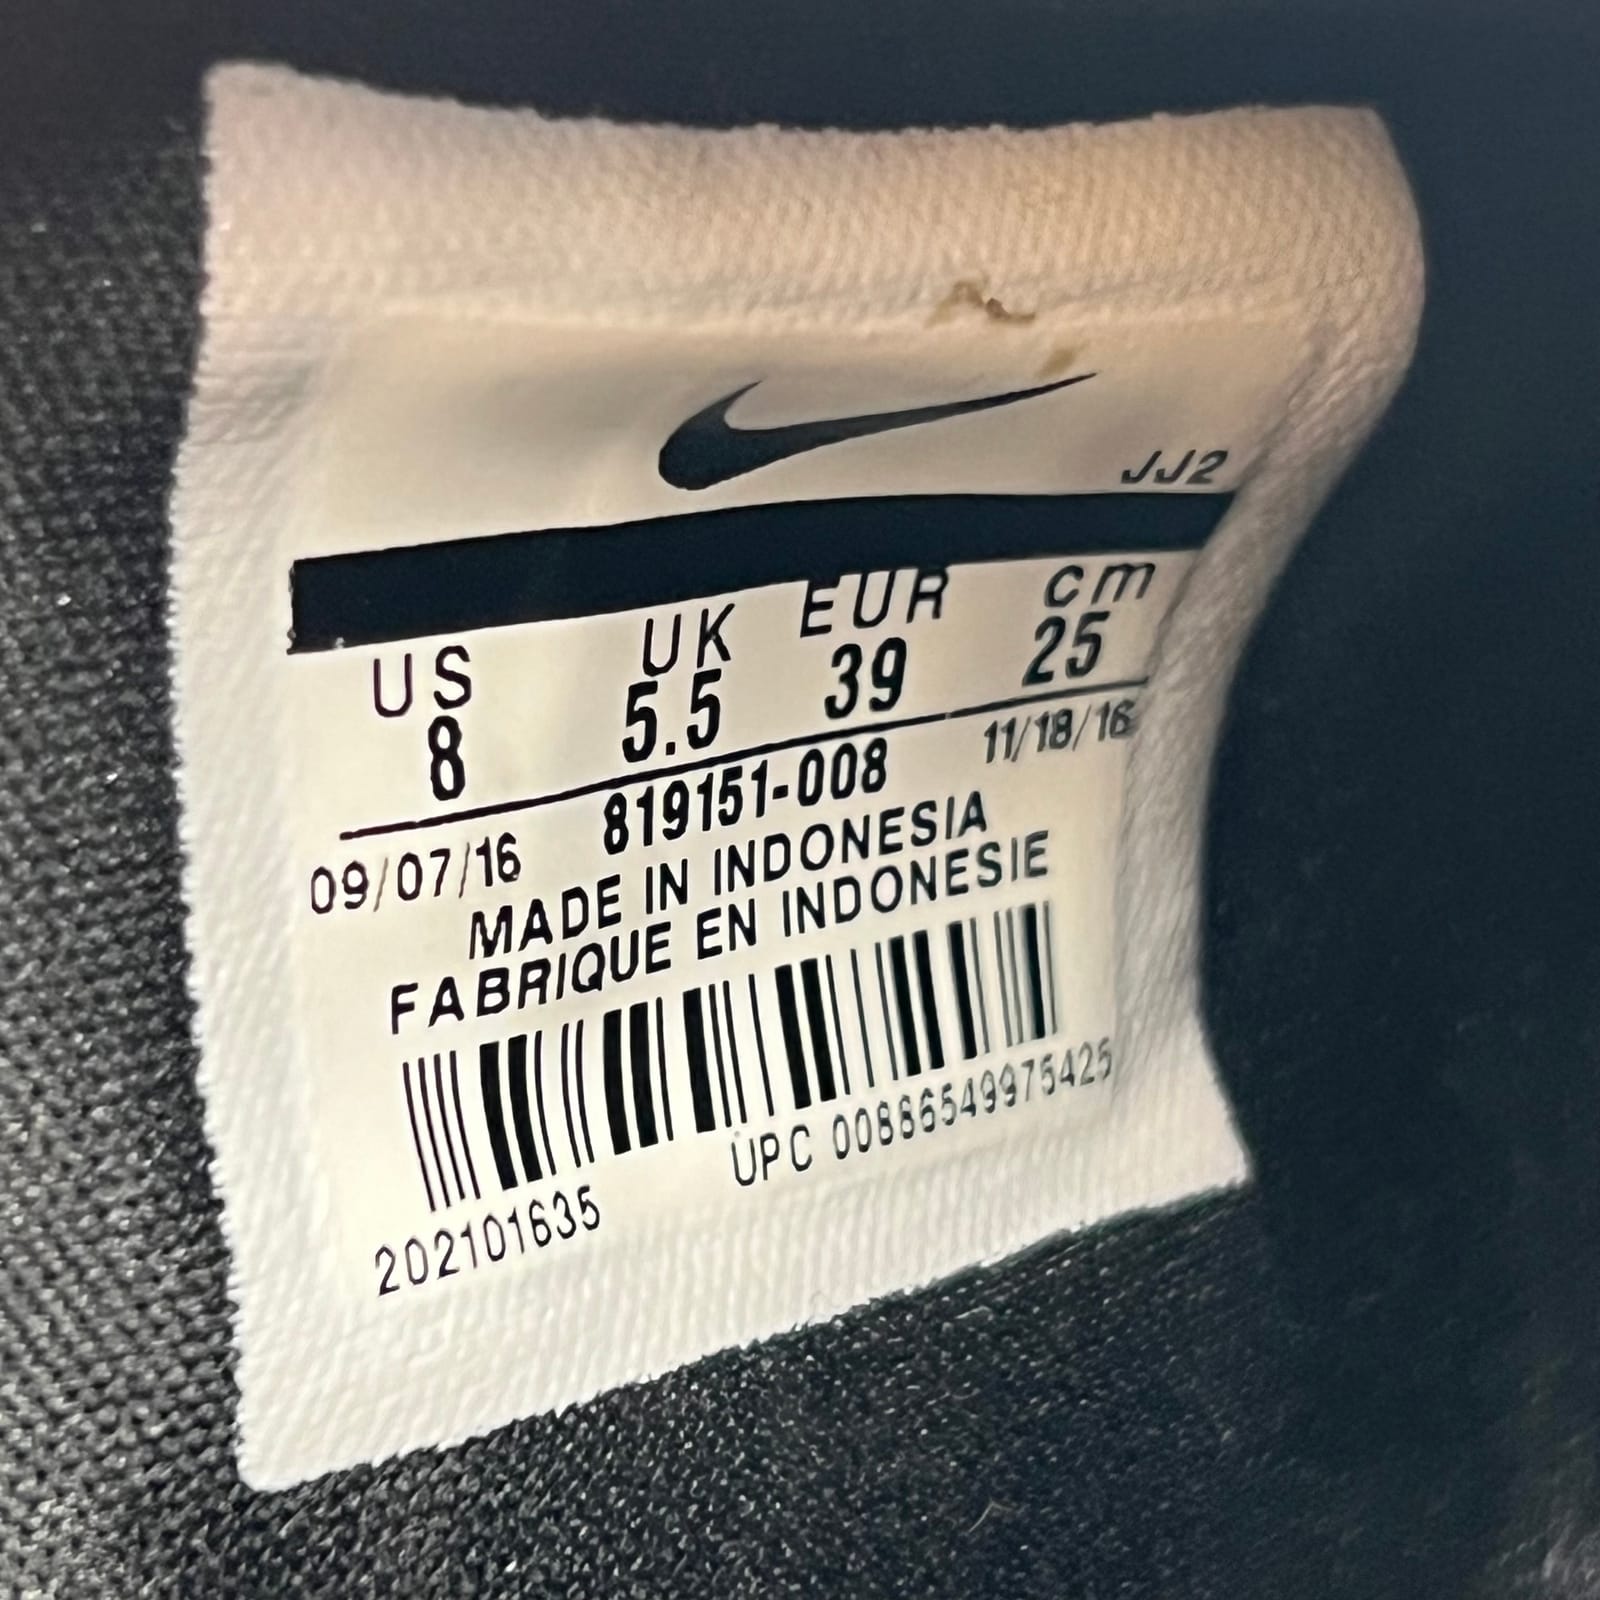 JJ2
US UK EUR cm
8 5.5 39 25
09/07/16 819151-008 11/18/16
MADE IN INDONESIA
FABRIQUE EN INDONESIE
UPC 00886549975425
202101635